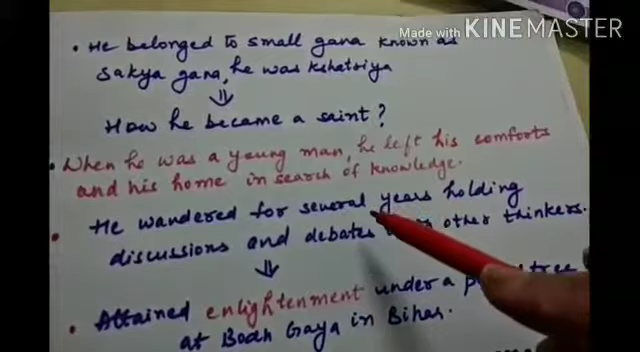 Made with KINEMASTER
• He belonged to small gana known as
Sakya gana, he was Kshatriya
⇓
How he became a saint?
• When he was a young man, he left his comforts
and his home in search of knowledge.
• He wandered for several years holding
discussions and debates other thinkers.
⇓
• Attained enlightenment under a tree
at Bodh Gaya in Bihar.